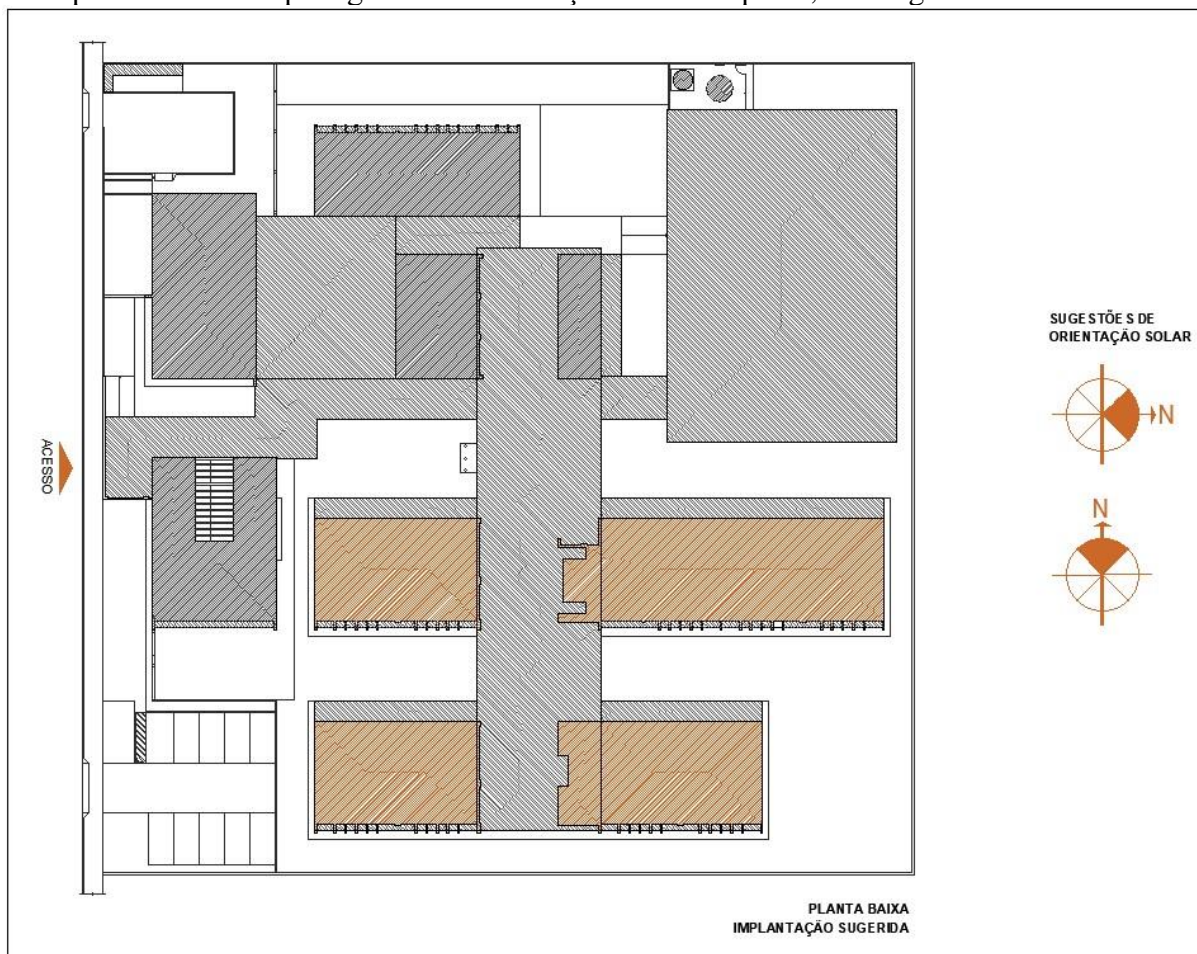 SUGESTÕES DE
ORIENTAÇÃO SOLAR
N
N
ACESSO
PLANTA BAIXA
IMPLANTAÇÃO SUGERIDA